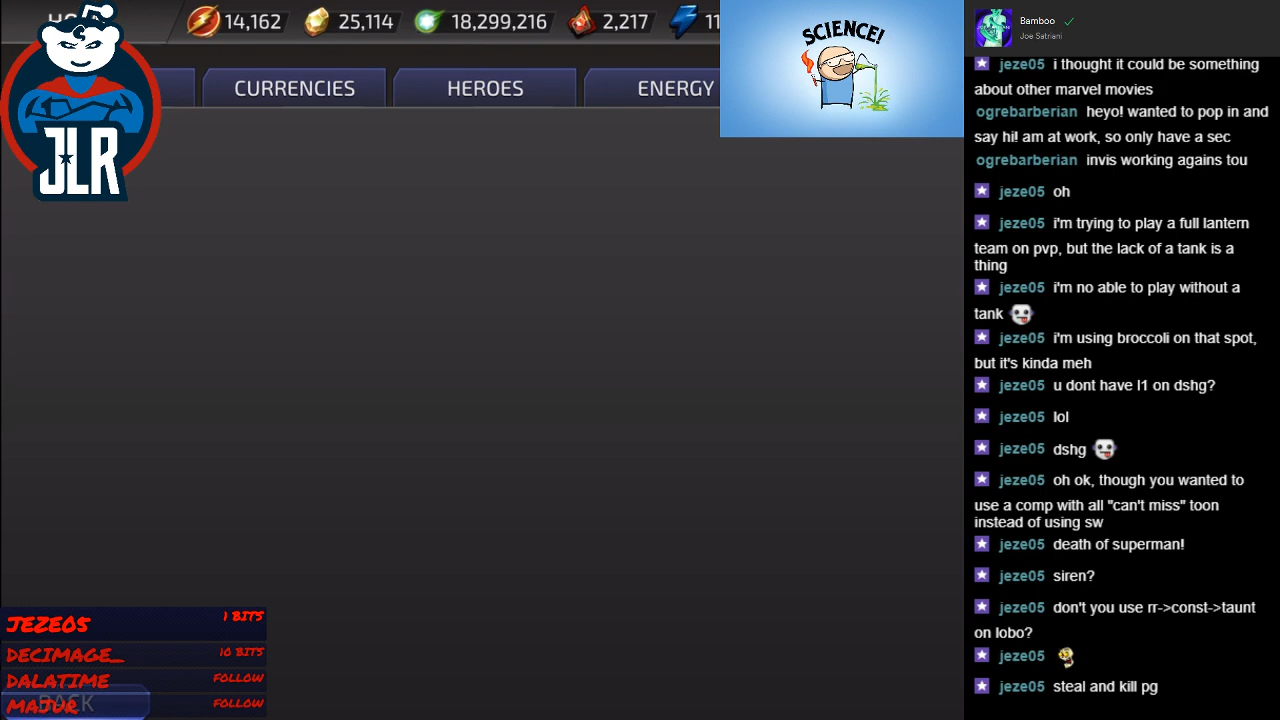 14,162 25,114 18,299,216 2,217 11
CURRENCIES HEROES ENERGY
JLR
SCIENCE!
Bamboo
Joe Satriani
jeze05 i thought it could be something
about other marvel movies
ogrebarberian heyo! wanted to pop in and
say hi! am at work, so only have a sec
ogrebarberian invis working agains tou
jeze05 oh
jeze05 i'm trying to play a full lantern
team on pvp, but the lack of a tank is a
thing
jeze05 i'm no able to play without a
tank
jeze05 i'm using broccoli on that spot,
but it's kinda meh
jeze05 u dont have l1 on dshg?
jeze05 lol
jeze05 dshg
jeze05 oh ok, though you wanted to
use a comp with all "can't miss" toon
instead of using sw
jeze05 death of superman!
jeze05 siren?
jeze05 don't you use rr->const->taunt
on lobo?
jeze05
jeze05 steal and kill pg
JEZE05 1 BITS
DECIMAGE_ 10 BITS
DALATIME FOLLOW
MAJUR FOLLOW
BACK